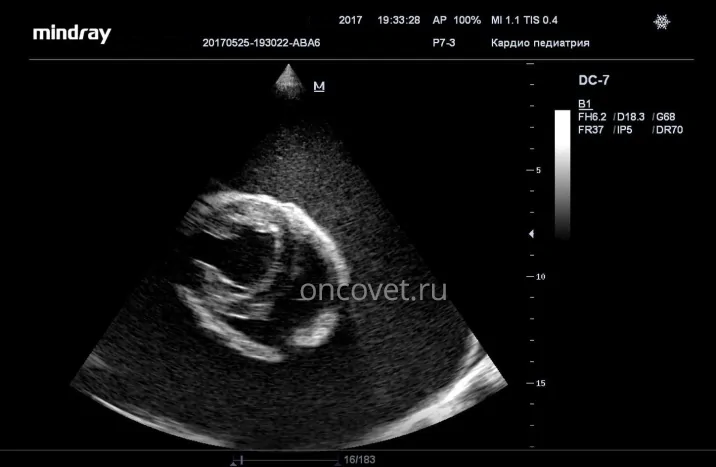 mindray
2017 19:33:28 AP 100% MI 1.1 TIS 0.4
20170525-193022-ABA6 P7-3 Кардио педиатрия
M
DC-7
B1
FH6.2 /D18.3 /G68
FR37 /IP5 /DR70
5
10
15
oncovet.ru
16/183